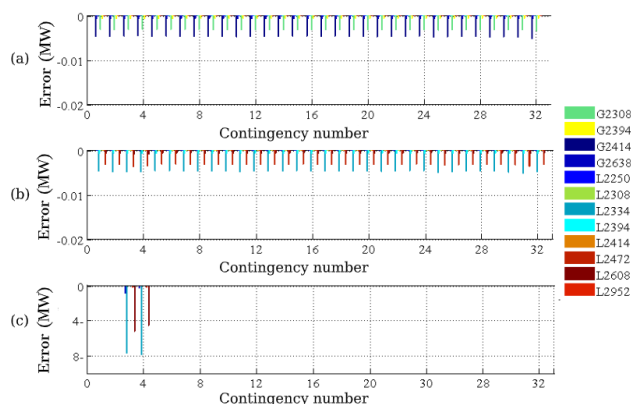 (a)
Error (MW)
0
-0.01
-0.02
0 4 8 12 16 20 24 28 32
Contingency number
(b)
Error (MW)
0
-0.01
-0.02
0 4 8 12 16 20 24 28 32
Contingency number
(c)
Error (MW)
0
4
8
0 4 8 12 16 20 24 30 33
Contingency number
G2308
G2394
G2414
G2638
L2250
L2308
L2334
L2394
L2414
L2472
L2608
L2952